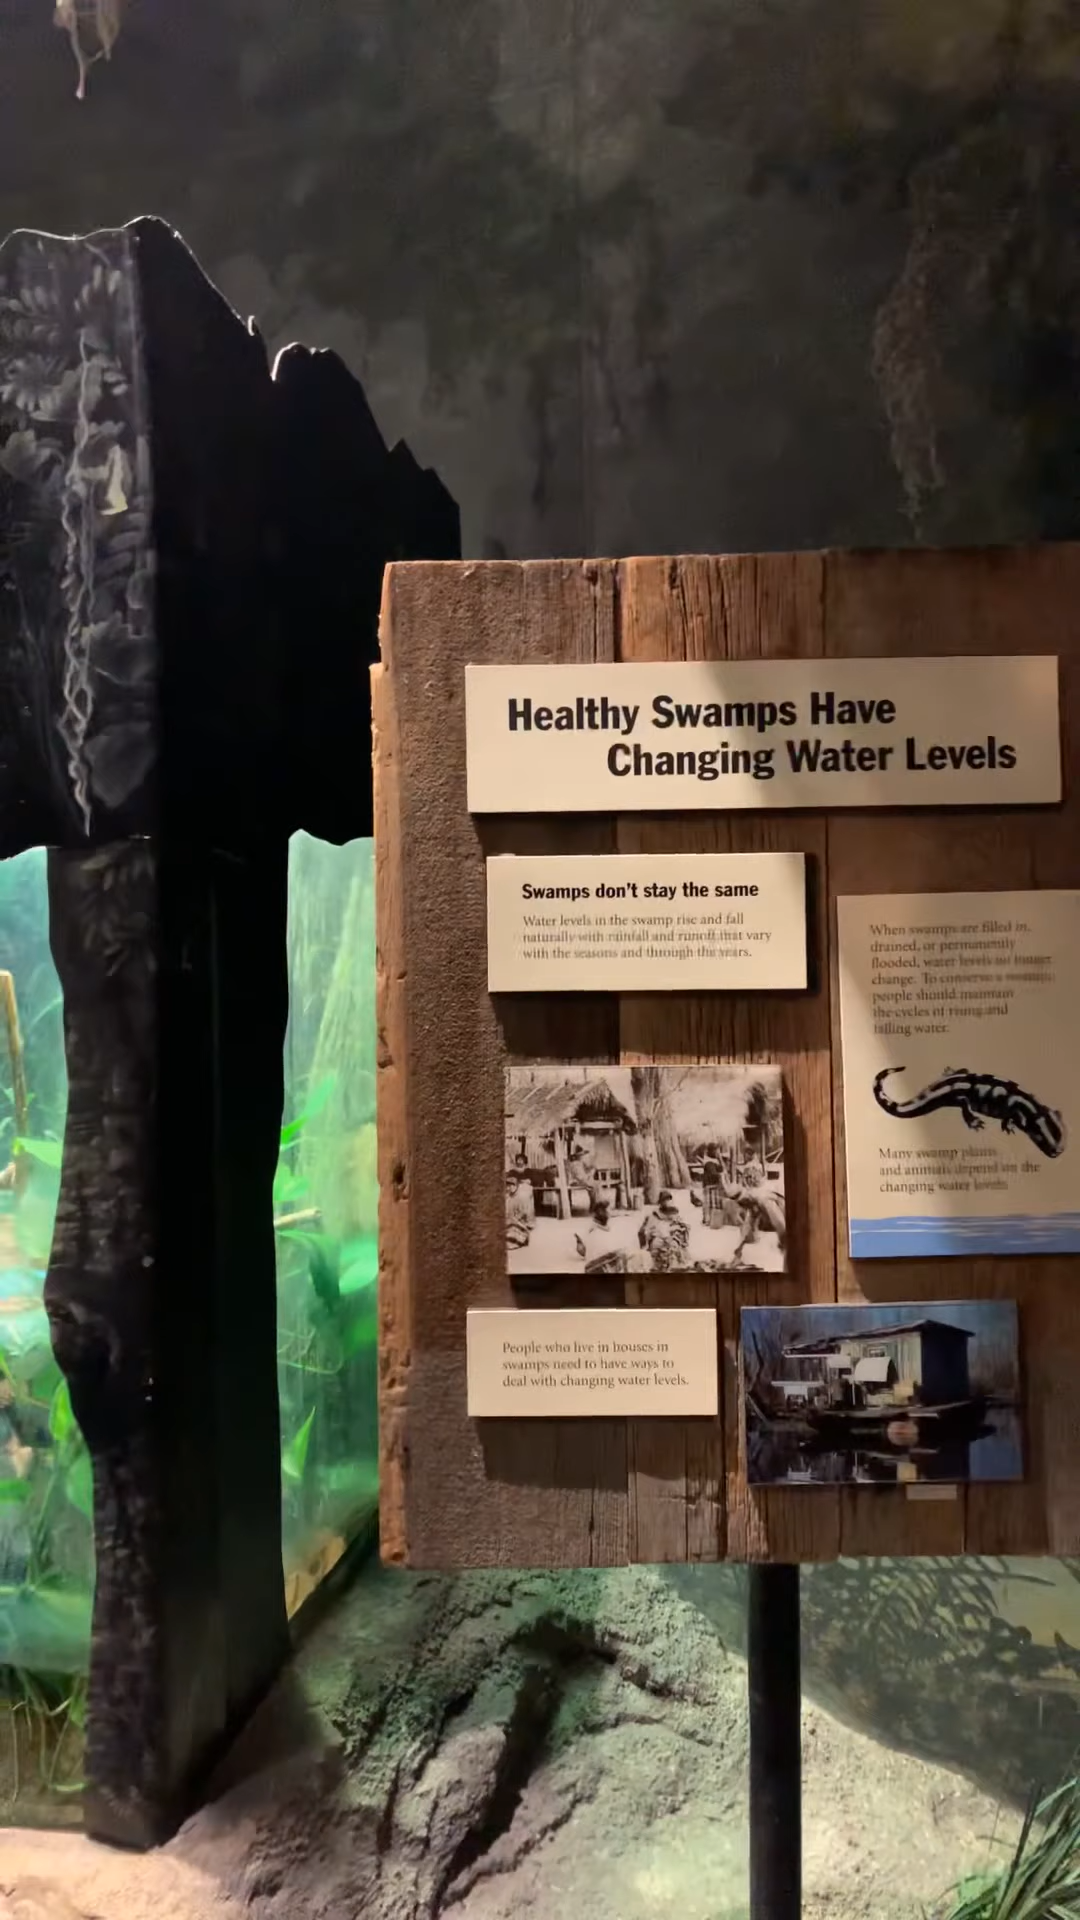 Healthy Swamps Have
Changing Water Levels
Swamps don't stay the same
Water levels in the swamp rise and fall
naturally with rainfall and runoff that vary
with the seasons and through the years.
When swamps are filled in,
drained, or permanently
flooded, water levels no longer
change. To conserve a swamp,
people should maintain
the cycles of rising and
falling water.
Many swamp plants
and animals depend on the
changing water levels.
People who live in houses in
swamps need to have ways to
deal with changing water levels.